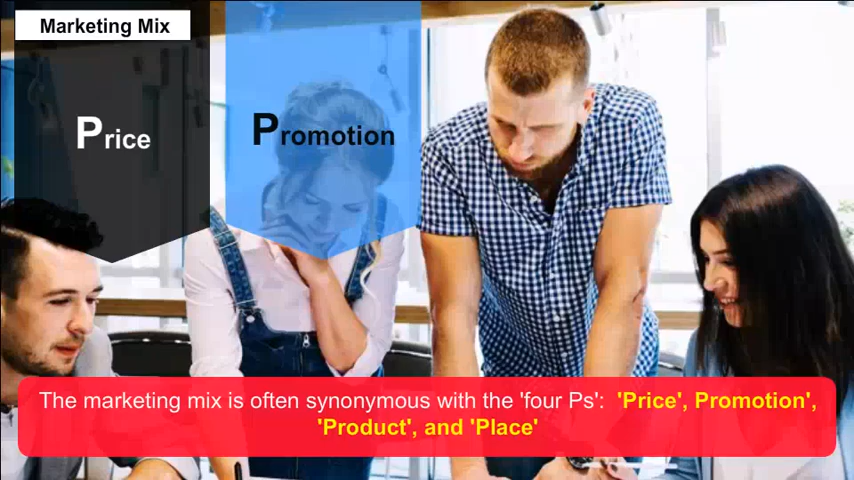 Marketing Mix
Price
Promotion
The marketing mix is often synonymous with the 'four Ps': 'Price', Promotion',
'Product', and 'Place'